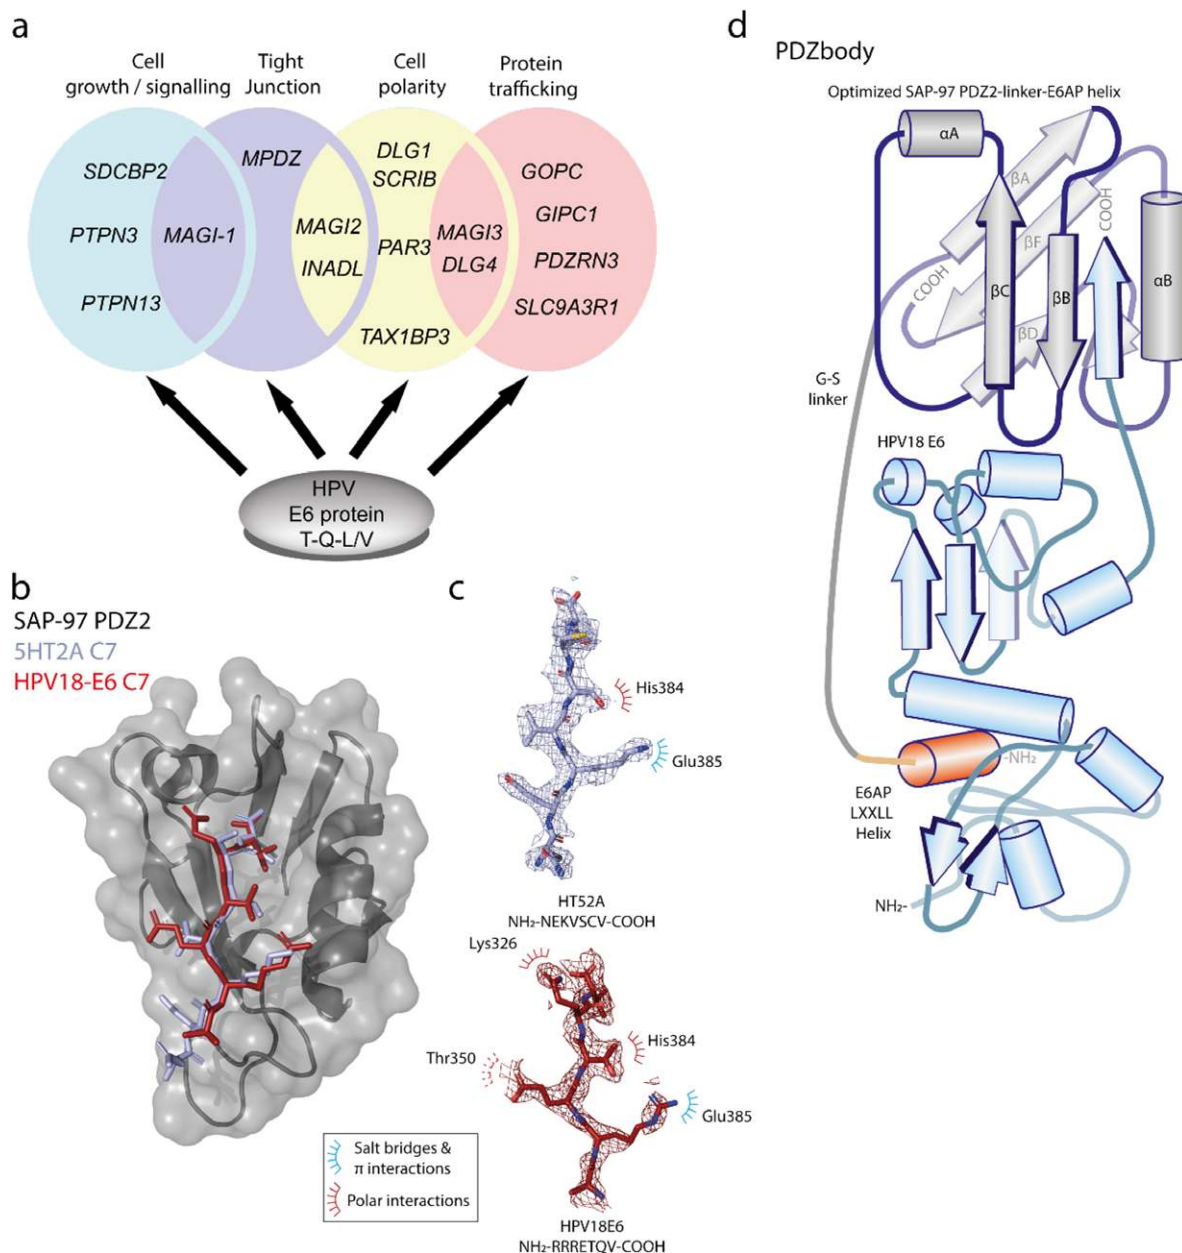 a
Cell
growth / signalling
Tight
Junction
Cell
polarity
Protein
trafficking
SDCBP2
PTPN3
PTPN13
MAGI-1
MPDZ
MAGI2
INADL
DLG1
SCRIB
PAR3
TAX1BP3
MAGI3
DLG4
GOPC
GIPC1
PDZRN3
SLC9A3R1
HPV
E6 protein
T-Q-L/V
b
SAP-97 PDZ2
5HT2A C7
HPV18-E6 C7
c
His384
Glu385
HT52A
NH₂-NEKVSCV-COOH
Lys326
Thr350
His384
Glu385
HPV18E6
NH₂-RRRETQV-COOH
Salt bridges &
π interactions
Polar interactions
d
PDZbody
Optimized SAP-97 PDZ2-linker-E6AP helix
αA
βA
βF
COOH
COOH
βC
βB
αB
βD
G-S
linker
HPV18 E6
-NH₂
E6AP
LXXLL
Helix
NH₂-